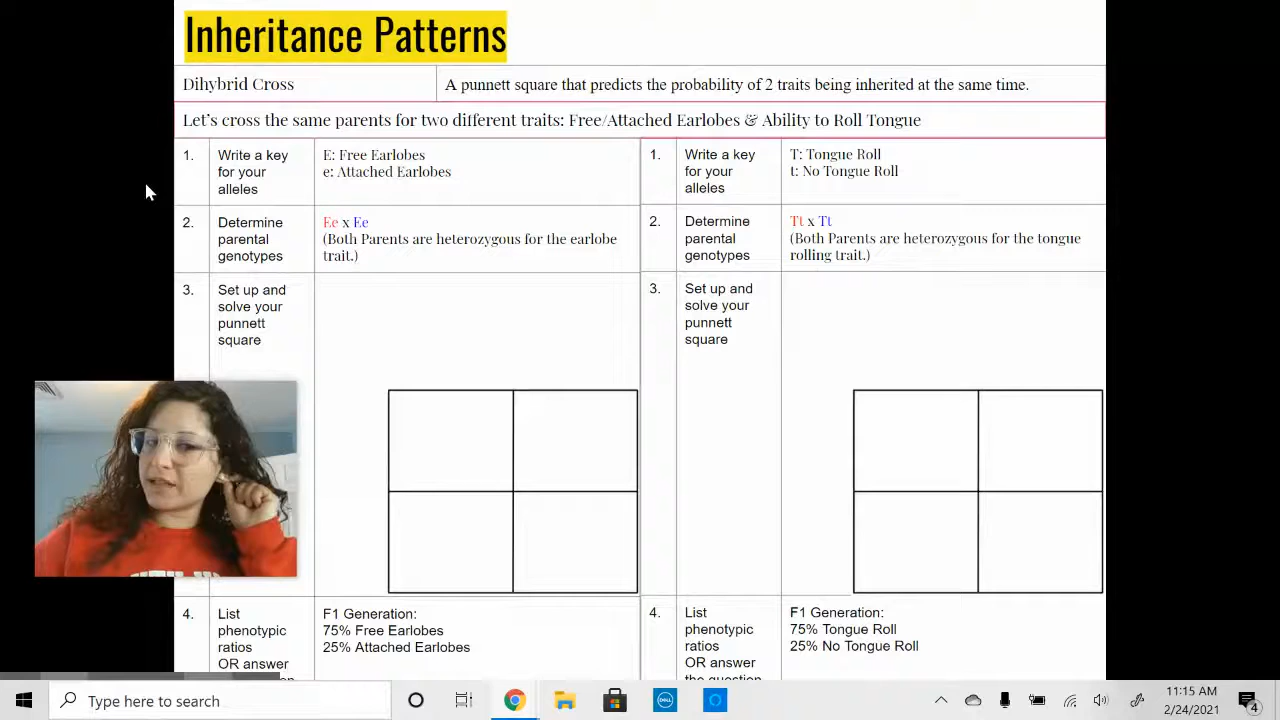 Inheritance Patterns
Dihybrid Cross
A punnett square that predicts the probability of 2 traits being inherited at the same time.
Let's cross the same parents for two different traits: Free/Attached Earlobes & Ability to Roll Tongue
1.
Write a key
for your
alleles
E: Free Earlobes
e: Attached Earlobes
1.
Write a key
for your
alleles
T: Tongue Roll
t: No Tongue Roll
2.
Determine
parental
genotypes
Ee x Ee
(Both Parents are heterozygous for the earlobe
trait.)
2.
Determine
parental
genotypes
Tt x Tt
(Both Parents are heterozygous for the tongue
rolling trait.)
3.
Set up and
solve your
punnett
square
3.
Set up and
solve your
punnett
square
4.
List
phenotypic
ratios
OR answer
F1 Generation:
75% Free Earlobes
25% Attached Earlobes
4.
List
phenotypic
ratios
OR answer
the question
F1 Generation:
75% Tongue Roll
25% No Tongue Roll
Type here to search
DELL
11:15 AM
2/24/2021
4